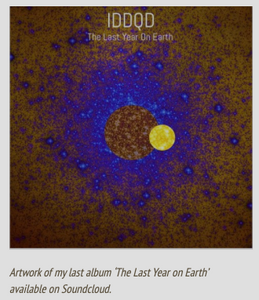 IDDQD
The Last Year On Earth
Artwork of my last album 'The Last Year on Earth'
available on Soundcloud.